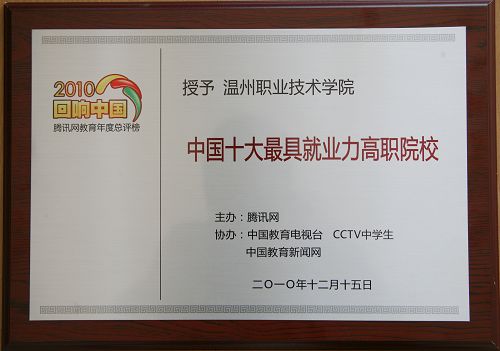 2010
回响中国
腾讯网教育年度总评榜
授予 温州职业技术学院
中国十大最具就业力高职院校
主办：腾讯网
协办：中国教育电视台 CCTV中学生
中国教育新闻网
二〇一〇年十二月十五日